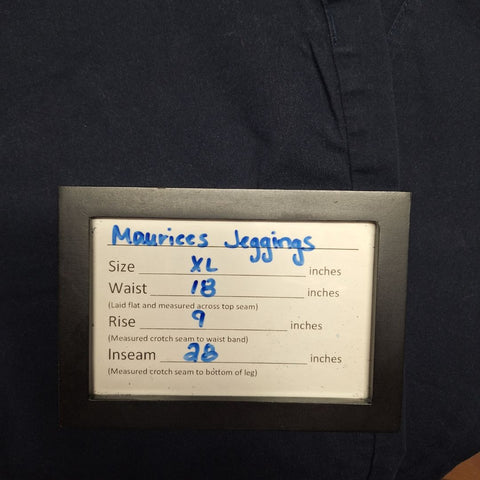 Maurices Jeggings
Size XL inches
Waist 18 inches
(Laid flat and measured across top seam)
Rise 9 inches
(Measured crotch seam to waist band)
Inseam 28 inches
(Measured crotch seam to bottom of leg)